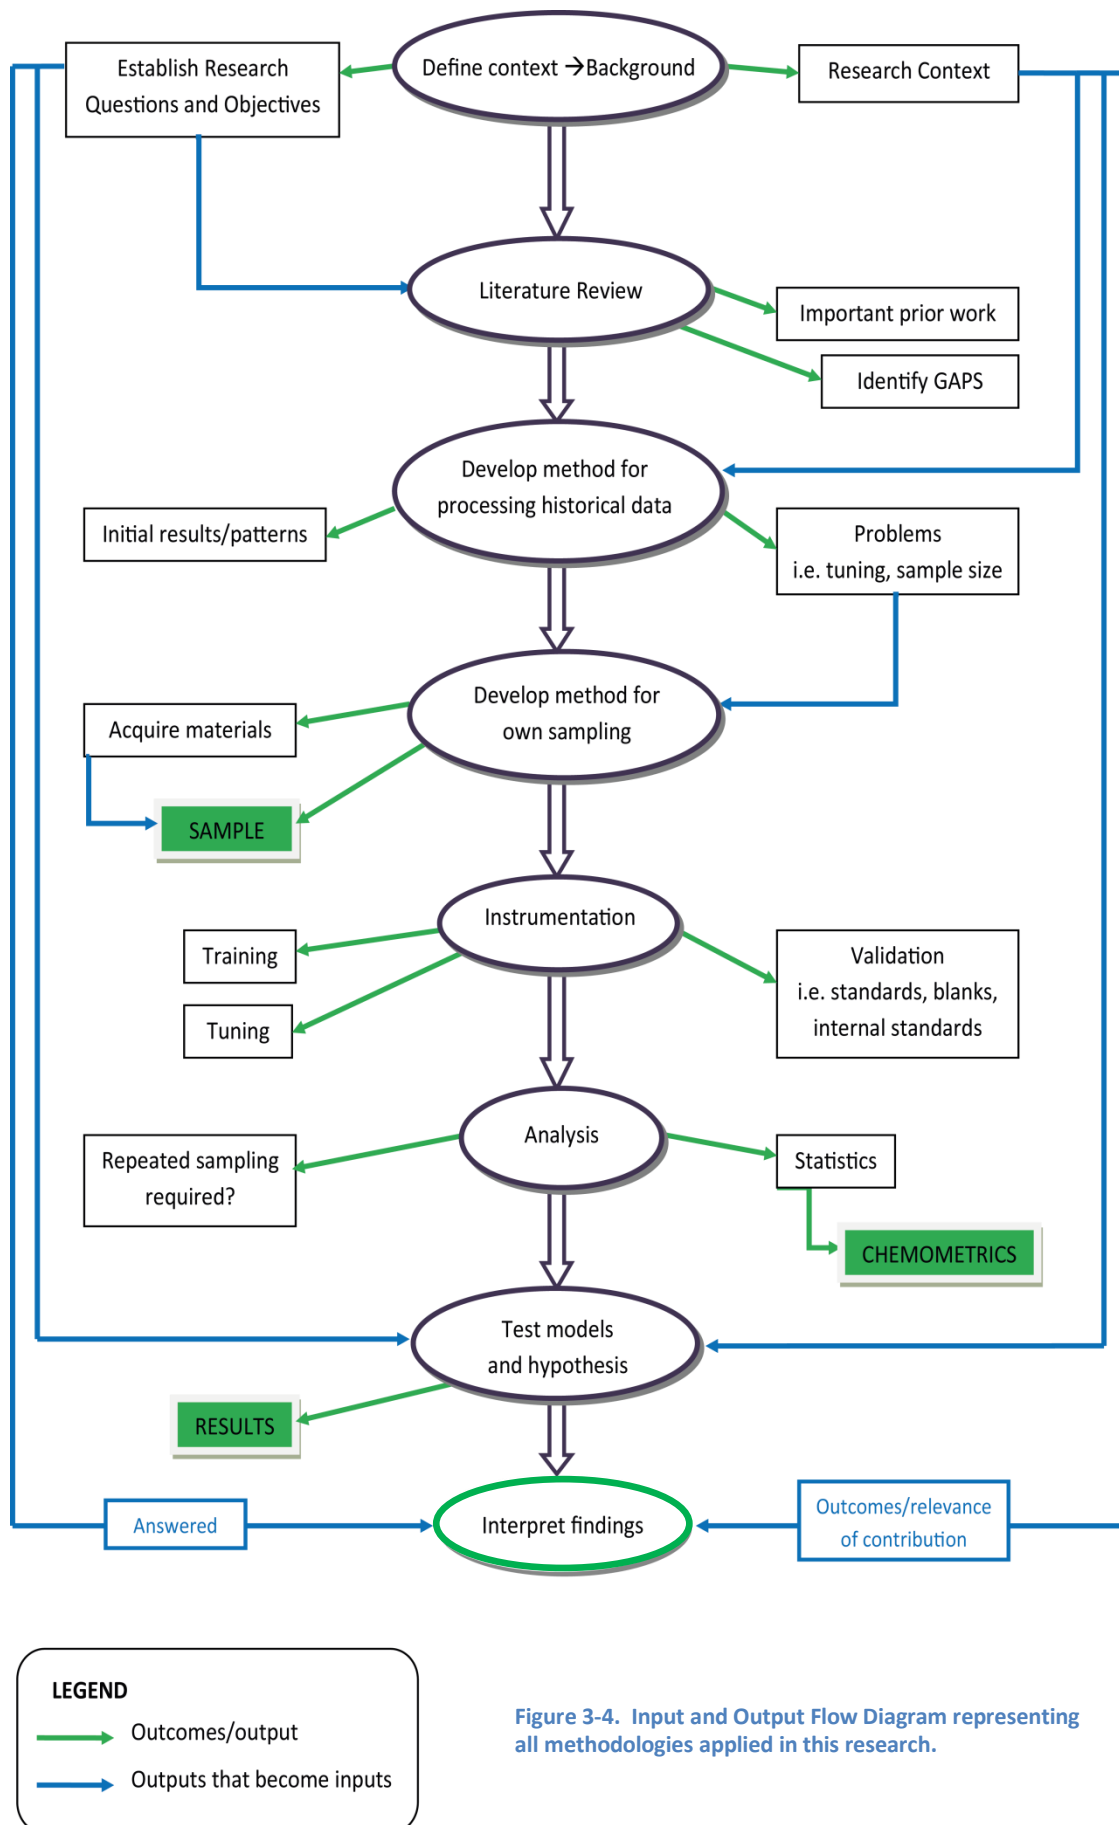 Establish Research
Questions and Objectives
Define context →Background
Research Context
Literature Review
Important prior work
Identify GAPS
Develop method for
processing historical data
Initial results/patterns
Problems
i.e. tuning, sample size
Develop method for
own sampling
Acquire materials
SAMPLE
Instrumentation
Training
Tuning
Validation
i.e. standards, blanks,
internal standards
Analysis
Repeated sampling
required?
Statistics
CHEMOMETRICS
Test models
and hypothesis
RESULTS
Answered
Interpret findings
Outcomes/relevance
of contribution
LEGEND
Outcomes/output
Outputs that become inputs
Figure 3-4. Input and Output Flow Diagram representing
all methodologies applied in this research.